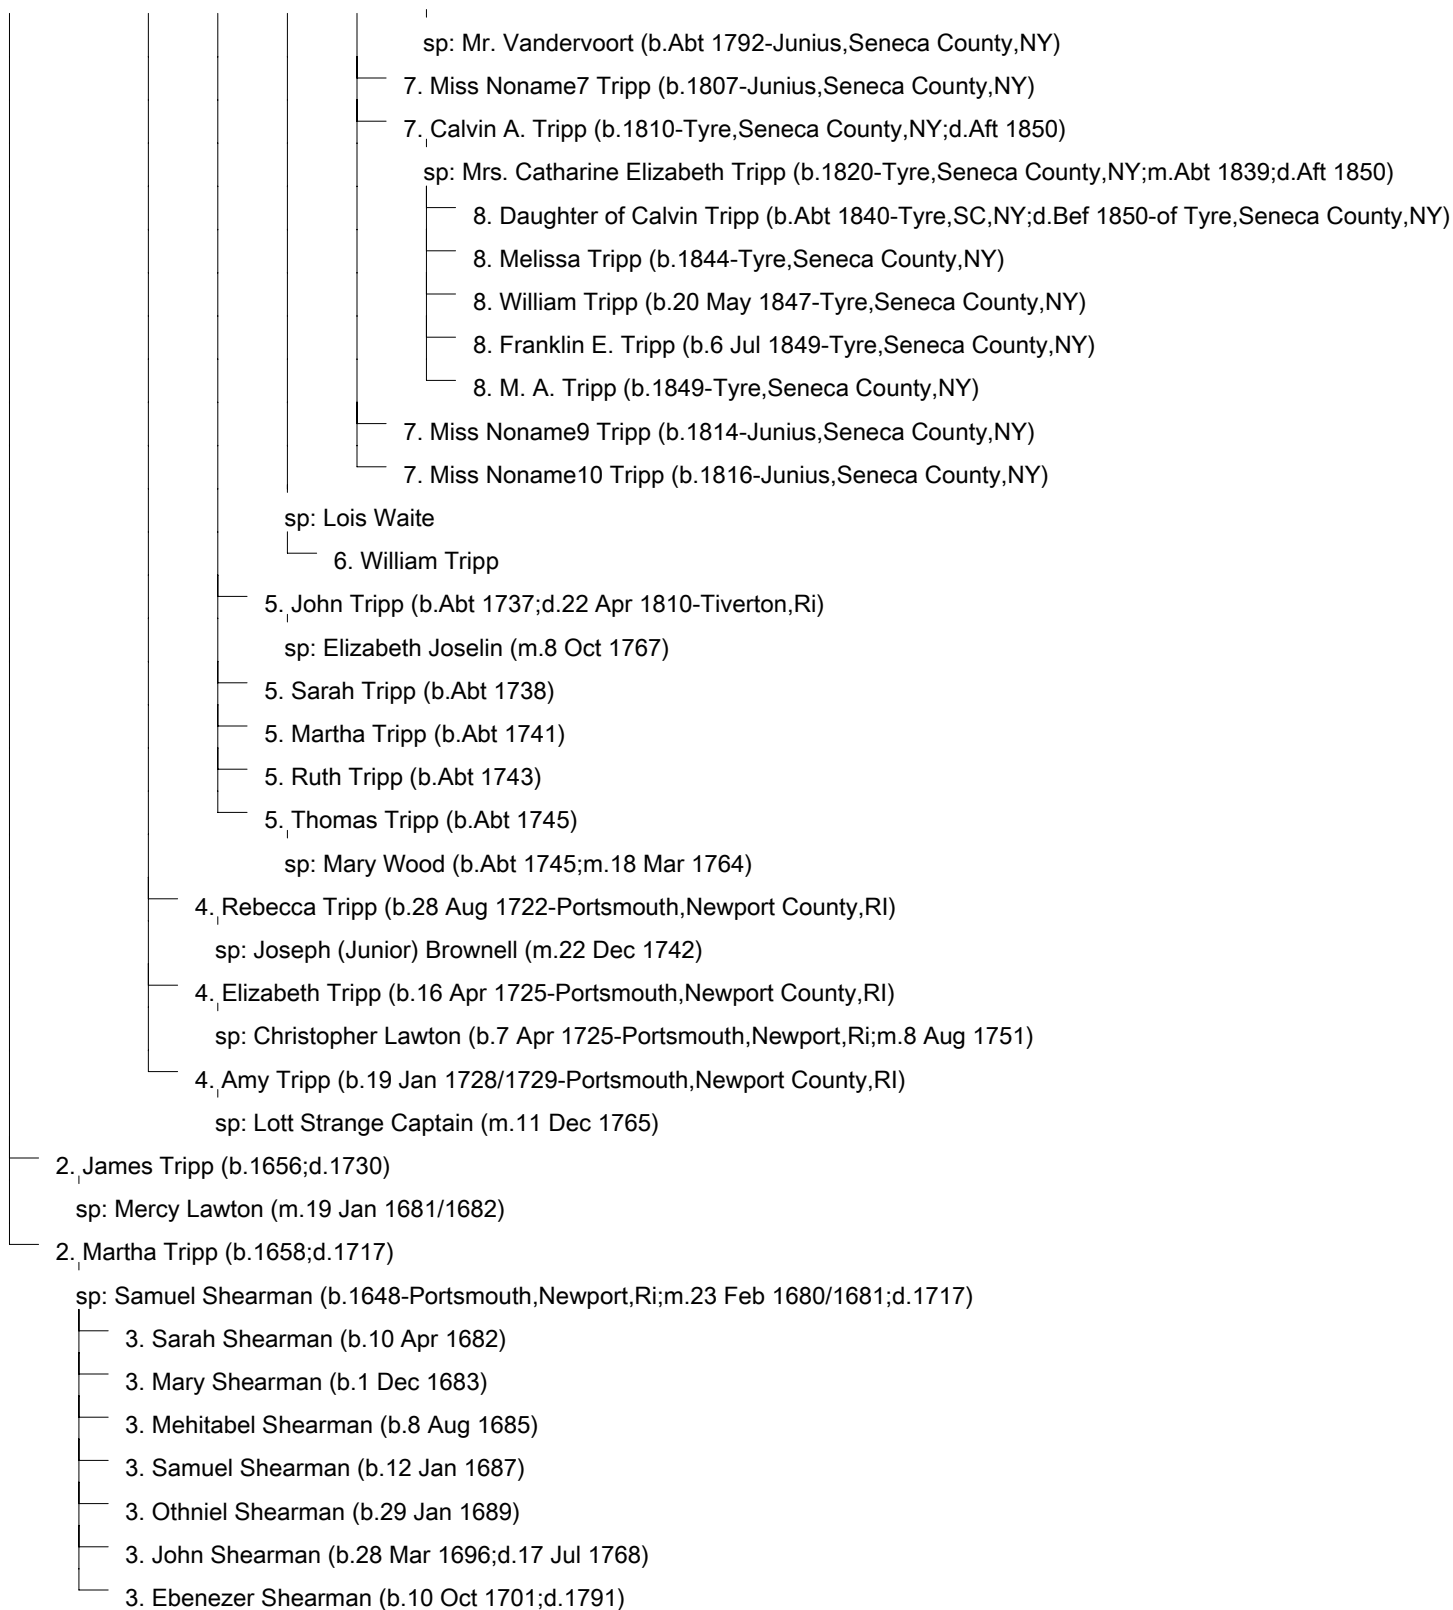 sp: Mr. Vandervoort (b.Abt 1792-Junius,Seneca County,NY)
7. Miss Noname7 Tripp (b.1807-Junius,Seneca County,NY)
7. Calvin A. Tripp (b.1810-Tyre,Seneca County,NY;d.Aft 1850)
sp: Mrs. Catharine Elizabeth Tripp (b.1820-Tyre,Seneca County,NY;m.Abt 1839;d.Aft 1850)
8. Daughter of Calvin Tripp (b.Abt 1840-Tyre,SC,NY;d.Bef 1850-of Tyre,Seneca County,NY)
8. Melissa Tripp (b.1844-Tyre,Seneca County,NY)
8. William Tripp (b.20 May 1847-Tyre,Seneca County,NY)
8. Franklin E. Tripp (b.6 Jul 1849-Tyre,Seneca County,NY)
8. M. A. Tripp (b.1849-Tyre,Seneca County,NY)
7. Miss Noname9 Tripp (b.1814-Junius,Seneca County,NY)
7. Miss Noname10 Tripp (b.1816-Junius,Seneca County,NY)
sp: Lois Waite
6. William Tripp
5. John Tripp (b.Abt 1737;d.22 Apr 1810-Tiverton,Ri)
sp: Elizabeth Joselin (m.8 Oct 1767)
5. Sarah Tripp (b.Abt 1738)
5. Martha Tripp (b.Abt 1741)
5. Ruth Tripp (b.Abt 1743)
5. Thomas Tripp (b.Abt 1745)
sp: Mary Wood (b.Abt 1745;m.18 Mar 1764)
4. Rebecca Tripp (b.28 Aug 1722-Portsmouth,Newport County,RI)
sp: Joseph (Junior) Brownell (m.22 Dec 1742)
4. Elizabeth Tripp (b.16 Apr 1725-Portsmouth,Newport County,RI)
sp: Christopher Lawton (b.7 Apr 1725-Portsmouth,Newport,Ri;m.8 Aug 1751)
4. Amy Tripp (b.19 Jan 1728/1729-Portsmouth,Newport County,RI)
sp: Lott Strange Captain (m.11 Dec 1765)
2. James Tripp (b.1656;d.1730)
sp: Mercy Lawton (m.19 Jan 1681/1682)
2. Martha Tripp (b.1658;d.1717)
sp: Samuel Shearman (b.1648-Portsmouth,Newport,Ri;m.23 Feb 1680/1681;d.1717)
3. Sarah Shearman (b.10 Apr 1682)
3. Mary Shearman (b.1 Dec 1683)
3. Mehitabel Shearman (b.8 Aug 1685)
3. Samuel Shearman (b.12 Jan 1687)
3. Othniel Shearman (b.29 Jan 1689)
3. John Shearman (b.28 Mar 1696;d.17 Jul 1768)
3. Ebenezer Shearman (b.10 Oct 1701;d.1791)